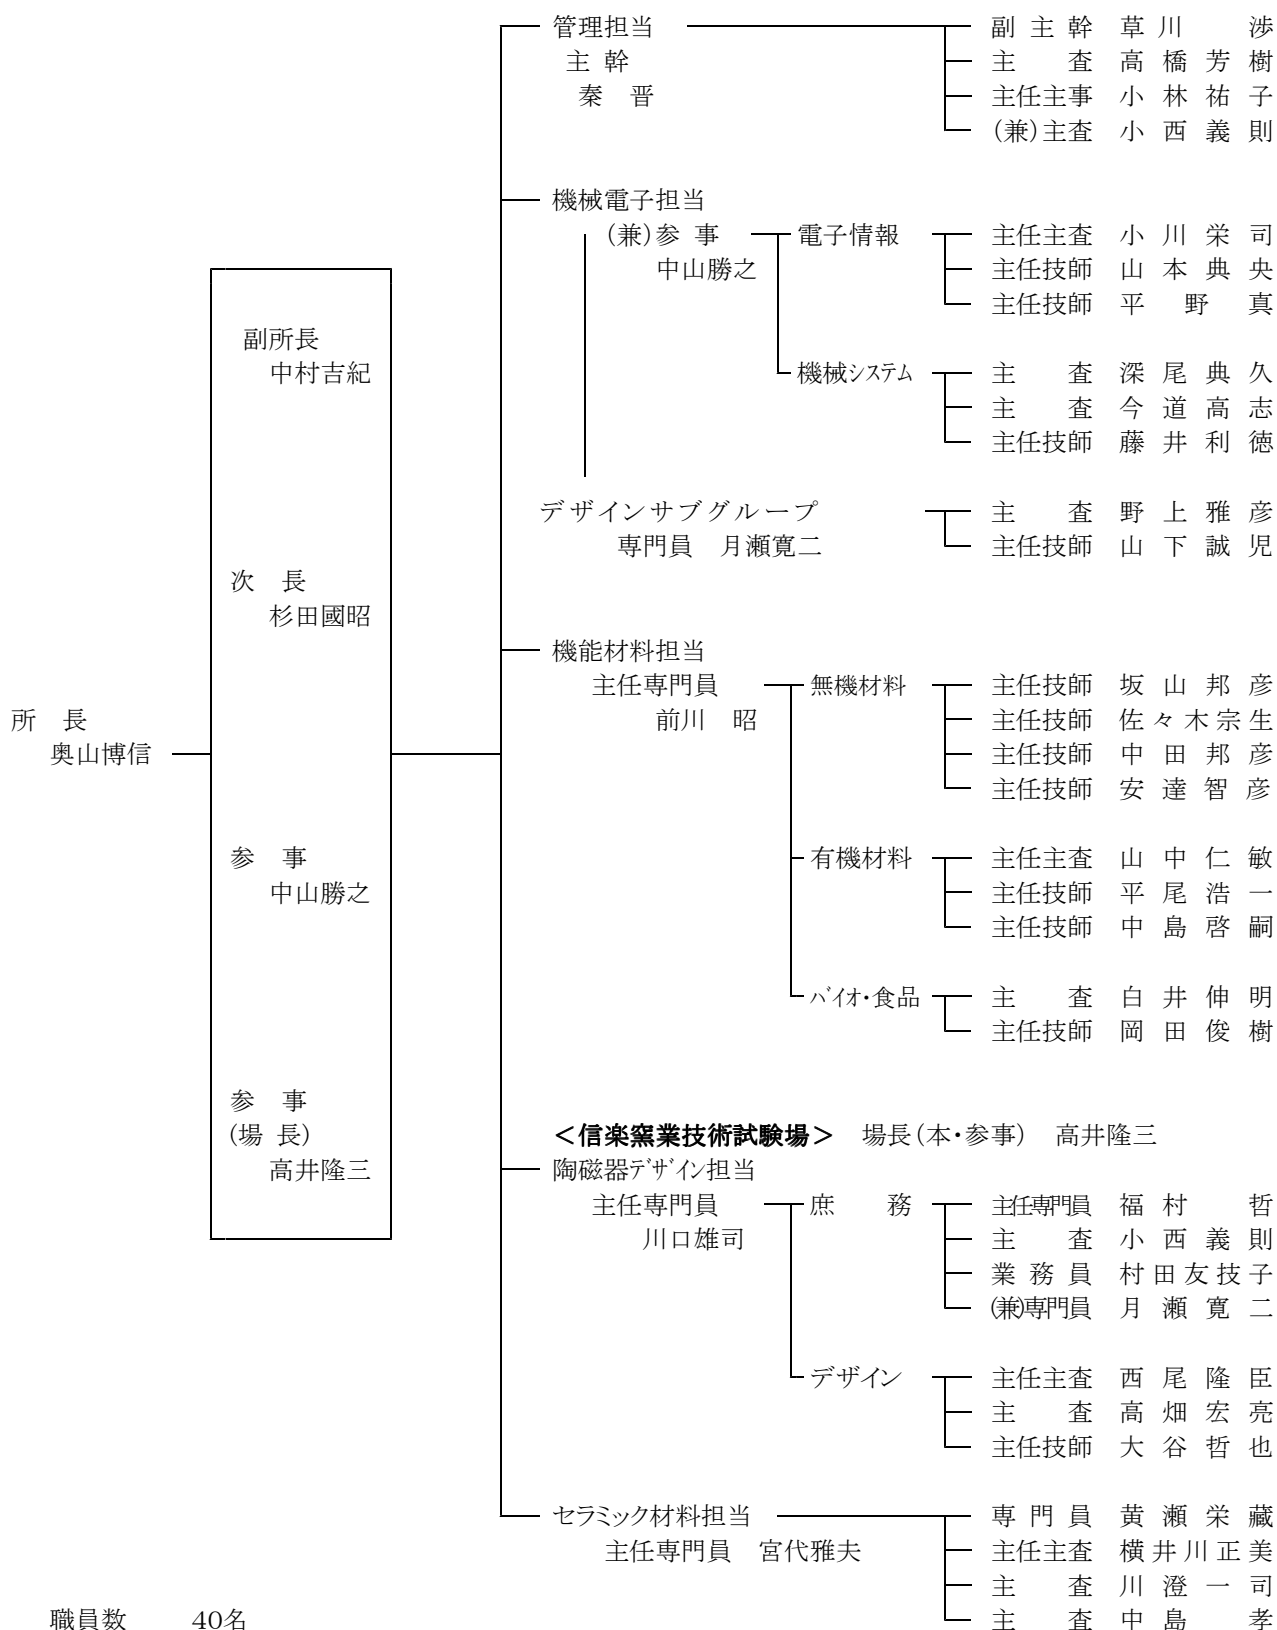 管理担当 副主幹 草川 渉
主幹 主査 高橋芳樹
秦 晋 主任主事 小林祐子
(兼)主査 小西義則
機械電子担当
(兼)参事 電子情報 主任主査 小川栄司
中山勝之 主任技師 山本典央
主任技師 平野真
副所長
中村吉紀 機械システム 主査 深尾典久
主査 今道高志
主任技師 藤井利徳
デザインサブグループ 主査 野上雅彦
専門員 月瀬寛二 主任技師 山下誠児
次 長
杉田國昭
機能材料担当
主任専門員 無機材料 主任技師 坂山邦彦
所 長 前川 昭 主任技師 佐々木宗生
奥山博信 主任技師 中田邦彦
主任技師 安達智彦
参 事 有機材料 主任主査 山中仁敏
中山勝之 主任技師 平尾浩一
主任技師 中島啓嗣
バイオ・食品 主査 白井伸明
主任技師 岡田俊樹
参 事
(場 長) <信楽窯業技術試験場> 場長(本・参事) 高井隆三
高井隆三 陶磁器デザイン担当
主任専門員 庶務 主任専門員 福村 哲
川口雄司 主査 小西義則
業務員 村田友技子
(兼)専門員 月瀬寛二
デザイン 主任主査 西尾隆臣
主査 高畑宏亮
主任技師 大谷哲也
セラミック材料担当 専門員 黄瀬栄藏
主任専門員 宮代雅夫 主任主査 横井川正美
主査 川澄一司
職員数 40名 主査 中島 孝